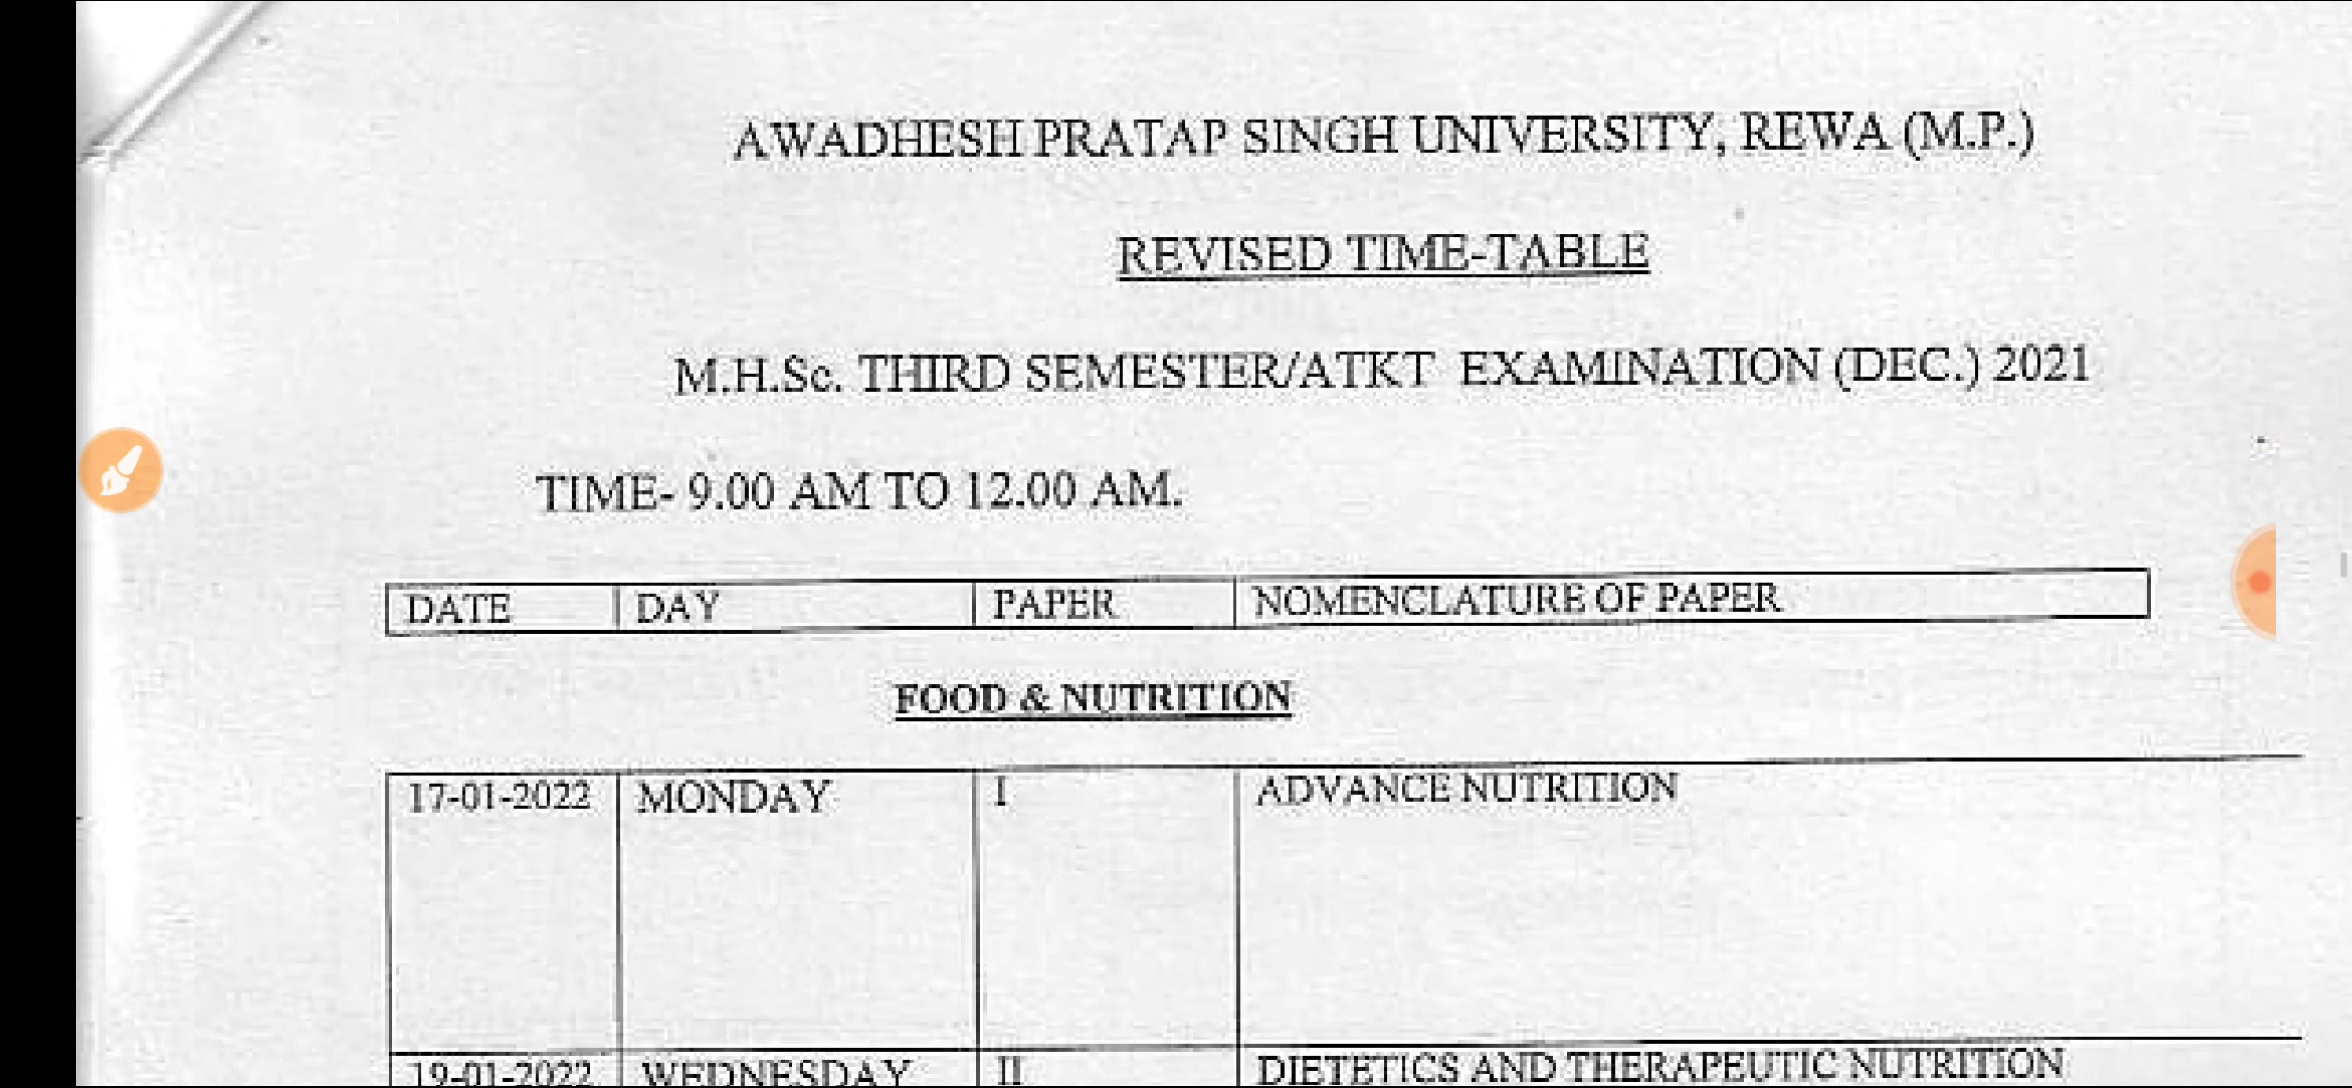 AWADHESH PRATAP SINGH UNIVERSITY, REWA (M.P.)
REVISED TIME-TABLE
M.H.Sc. THIRD SEMESTER/ATKT EXAMINATION (DEC.) 2021
TIME- 9.00 AM TO 12.00 AM.
DATE DAY PAPER NOMENCLATURE OF PAPER
FOOD & NUTRITION
17-01-2022 MONDAY I ADVANCE NUTRITION
19-01-2022 WEDNESDAY II DIETETICS AND THERAPEUTIC NUTRITION